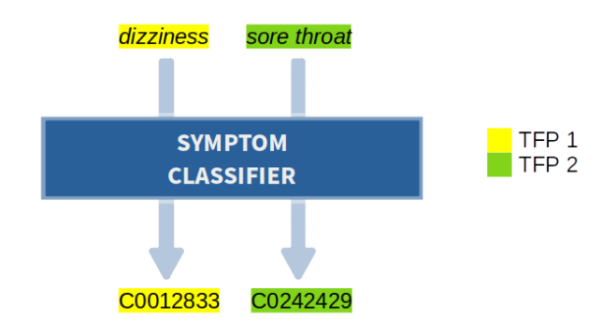 dizziness sore throat
SYMPTOM
CLASSIFIER
TFP 1
TFP 2
C0012833 C0242429